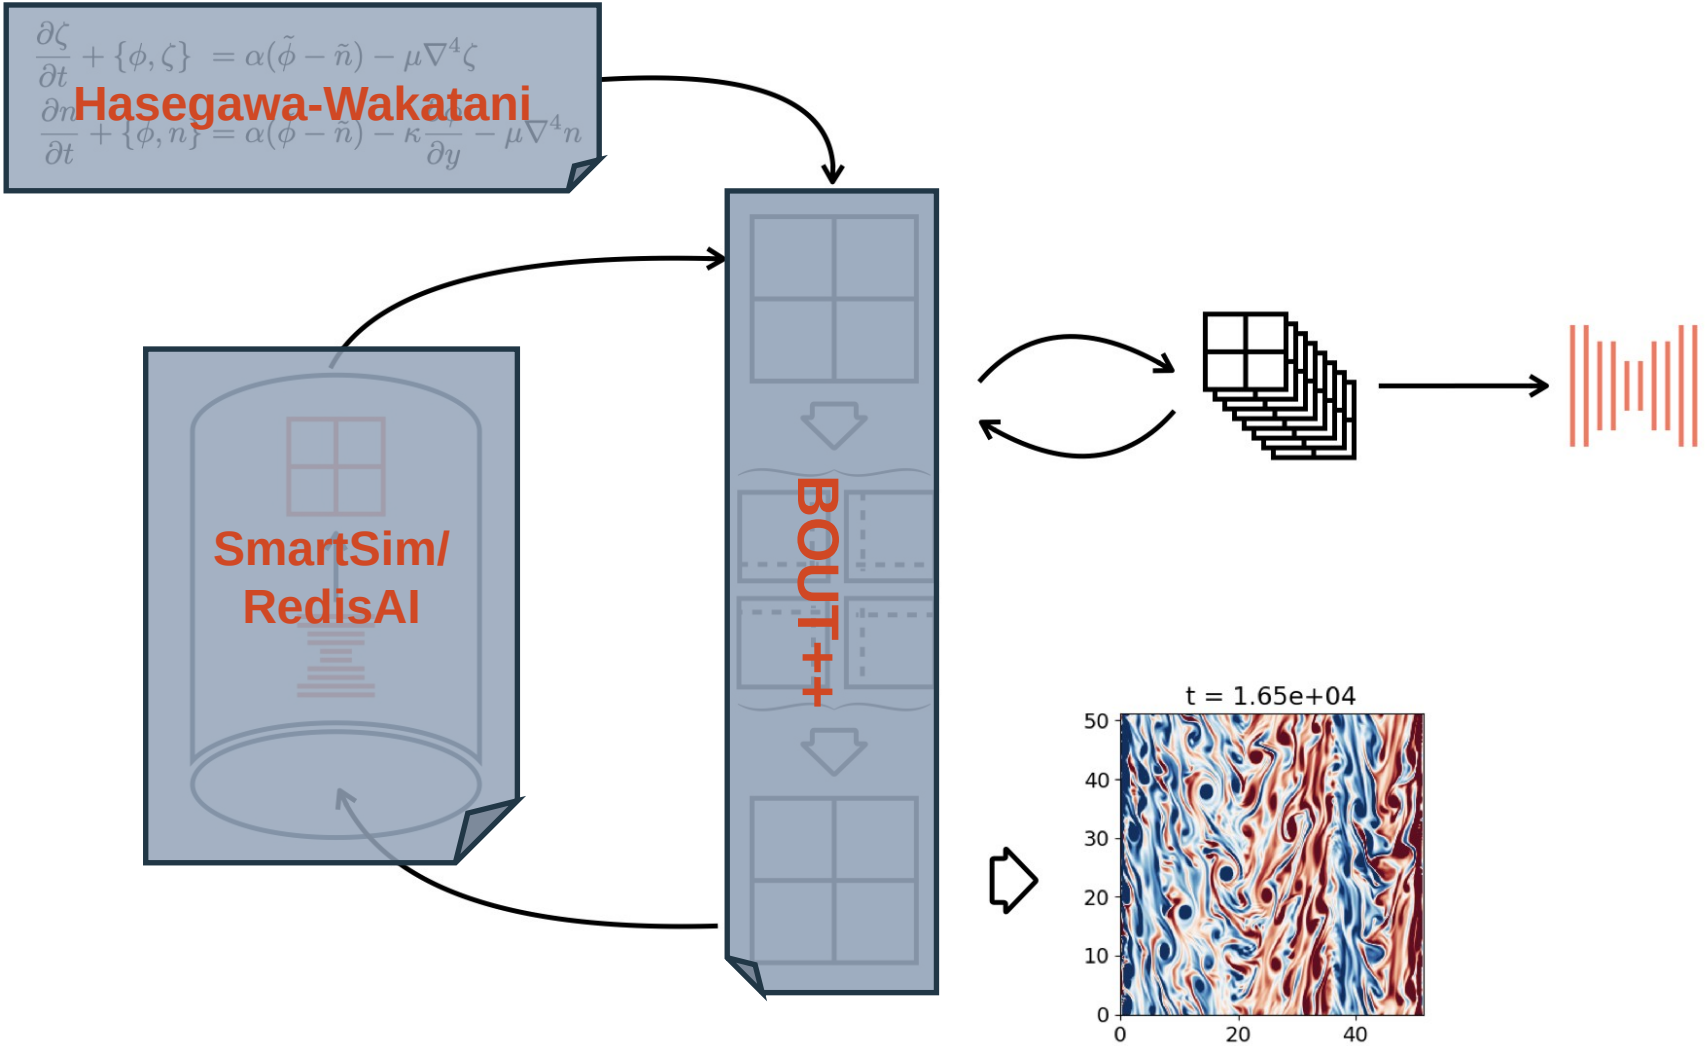 ∂ζ/∂t + {ϕ, ζ} = α(ϕ̃ − ñ) − μ∇⁴ζ
Hasegawa-Wakatani
∂n/∂t + {ϕ, n} = α(ϕ̃ − ñ) − κ ∂ϕ/∂y − μ∇⁴n
SmartSim/
RedisAI
BOUT++
t = 1.65e+04
50
40
30
20
10
0
0 20 40